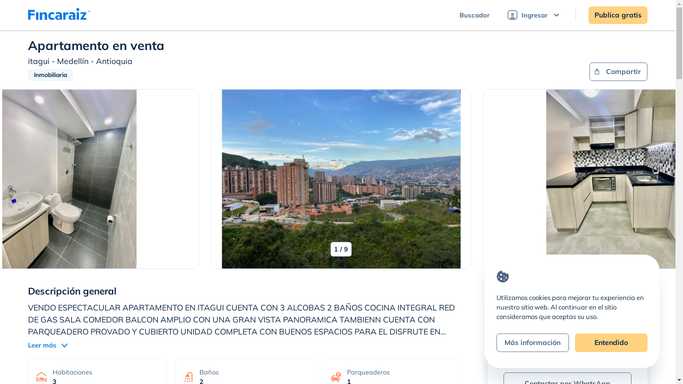 Fincaraiz
Buscador
Ingresar
Publica gratis
Apartamento en venta
itagui - Medellín - Antioquia
Inmobiliaria
Compartir
1 / 9
Descripción general
VENDO ESPECTACULAR APARTAMENTO EN ITAGUI CUENTA CON 3 ALCOBAS 2 BAÑOS COCINA INTEGRAL RED
DE GAS SALA COMEDOR BALCON AMPLIO CON UNA GRAN VISTA PANORAMICA TAMBIENN CUENTA CON
PARQUEADERO PROVADO Y CUBIERTO UNIDAD COMPLETA CON BUENOS ESPACIOS PARA EL DISFRUTE EN...
Leer más
Habitaciones
3
Baños
2
Parqueaderos
1
Utilizamos cookies para mejorar tu experiencia en
nuestro sitio web. Al continuar en el sitio
consideramos que aceptas su uso.
Más información
Entendido
Contactar por WhatsApp